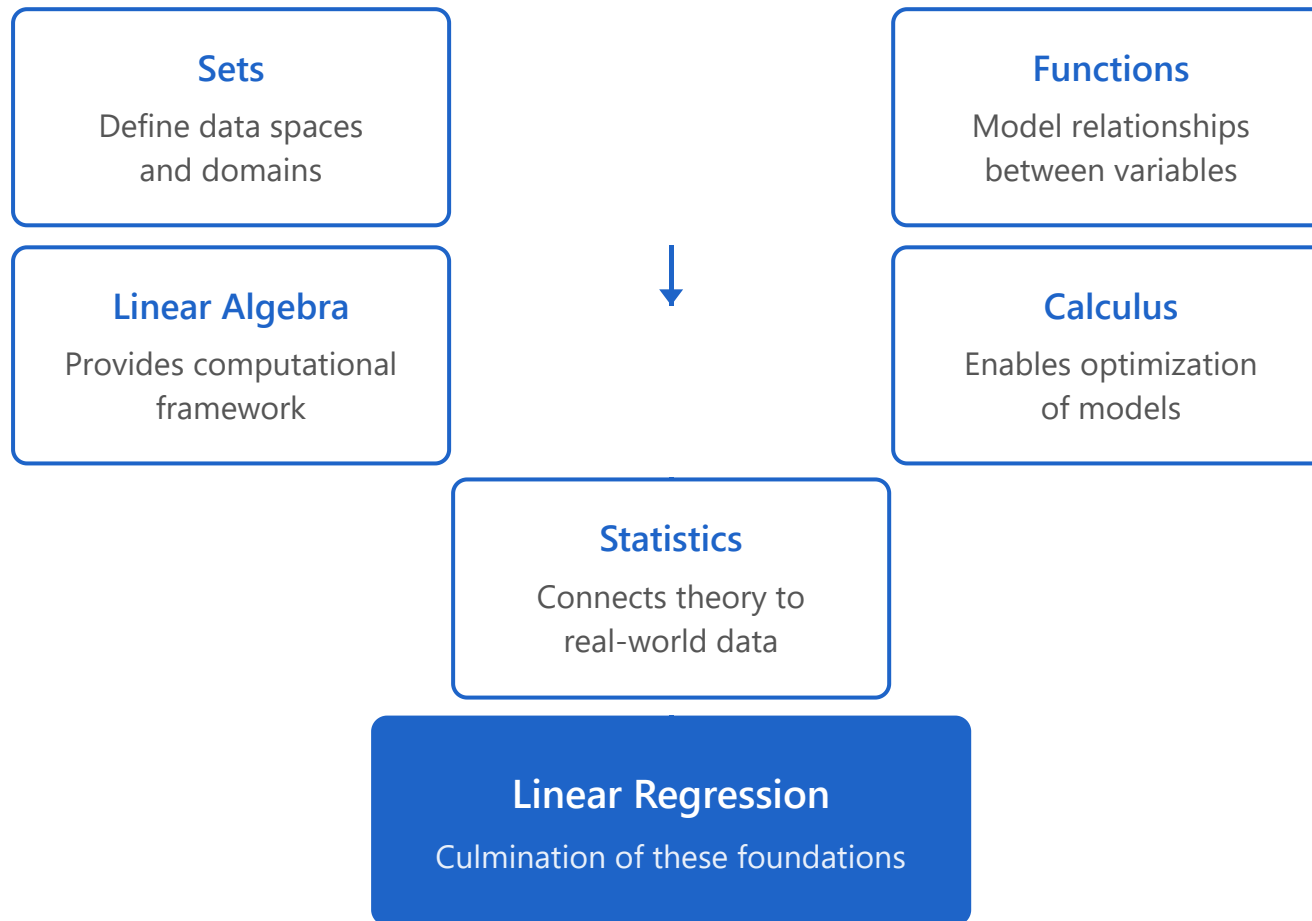 Sets
Define data spaces
and domains
Functions
Model relationships
between variables
Linear Algebra
Provides computational
framework
Calculus
Enables optimization
of models
Statistics
Connects theory to
real-world data
Linear Regression
Culmination of these foundations